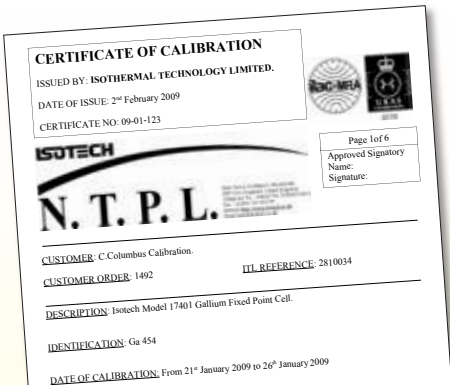 CERTIFICATE OF CALIBRATION
ISSUED BY: ISOTHERMAL TECHNOLOGY LIMITED.
DATE OF ISSUE: 2nd February 2009
CERTIFICATE NO: 09-01-123
ilac-MRA
UKAS
Page 1of 6
Approved Signatory
Name:
Signature:
ISOTECH
N. T. P. L.
CUSTOMER: C.Columbus Calibration.
CUSTOMER ORDER: 1492
ITL REFERENCE: 2810034
DESCRIPTION: Isotech Model 17401 Gallium Fixed Point Cell.
IDENTIFICATION: Ga 454
DATE OF CALIBRATION: From 21st January 2009 to 26th January 2009